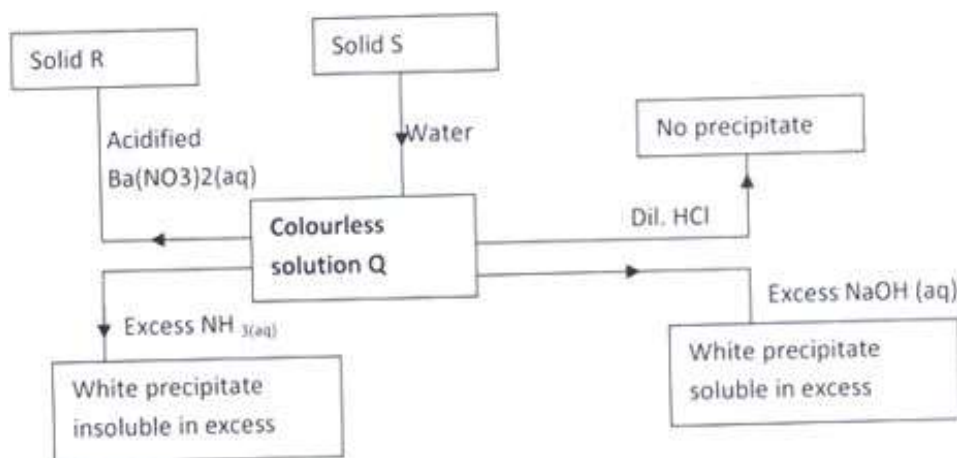 Solid R
Solid S
Acidified
Ba(NO3)2(aq)
Water
No precipitate
Colourless
solution Q
Dil. HCl
Excess NH 3(aq)
Excess NaOH (aq)
White precipitate
insoluble in excess
White precipitate
soluble in excess